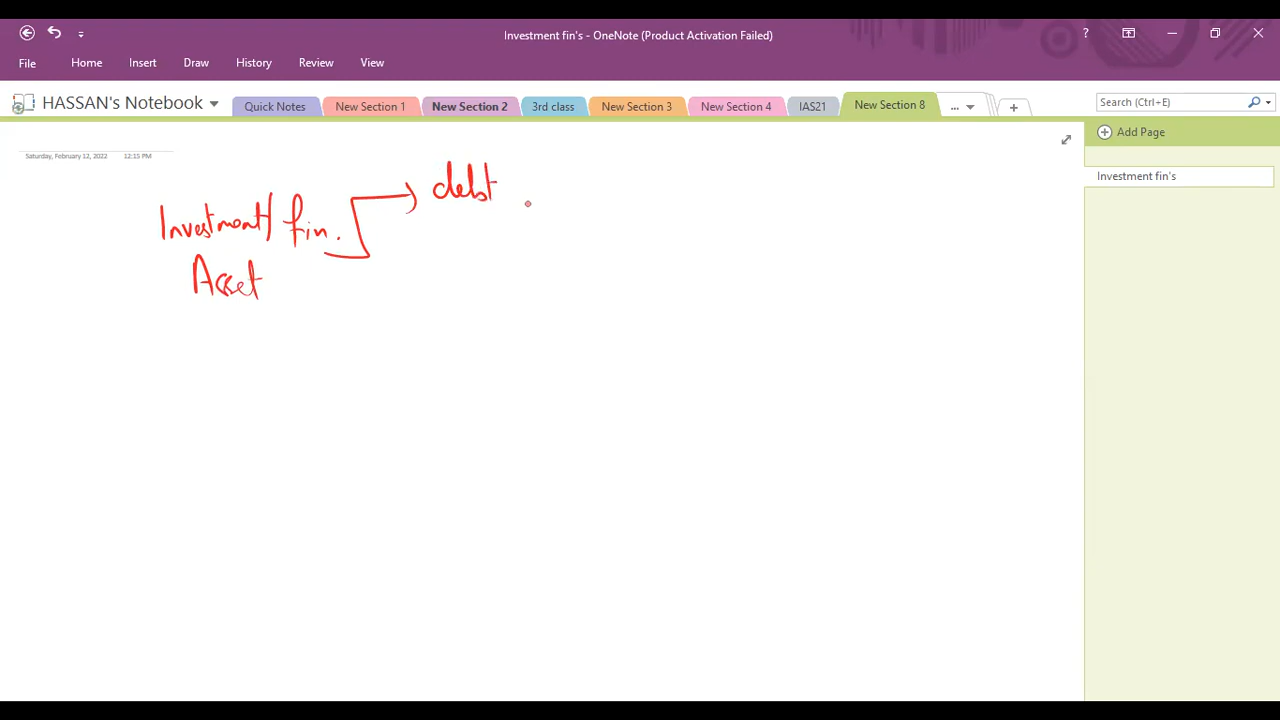 Investment fin's - OneNote (Product Activation Failed)
?
File Home Insert Draw History Review View
HASSAN's Notebook
Quick Notes New Section 1 New Section 2 3rd class New Section 3 New Section 4 IAS21 New Section 8 ... +
Search (Ctrl+E)
Add Page
Investment fin's
Saturday, February 12, 2022 12:15 PM
debt
Investment/ fin.
Asset